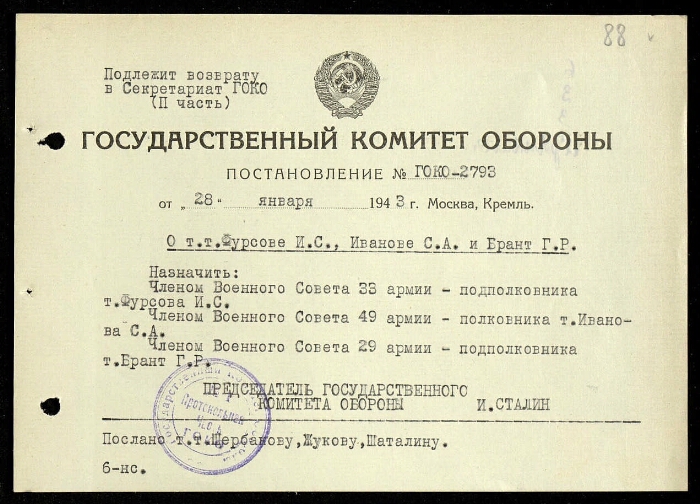 88
Подлежит возврату
в Секретариат ГОКО
(П часть)
ГОСУДАРСТВЕННЫЙ КОМИТЕТ ОБОРОНЫ
ПОСТАНОВЛЕНИЕ № ГОКО-2793
от „28“ января 1943 г. Москва, Кремль.
О т.т.Фурсове И.С., Иванове С.А. и Брант Г.Р.
Назначить:
Членом Военного Совета 33 армии - подполковника
т.Фурсова И.С.
Членом Военного Совета 49 армии - полковника т.Ивано-
ва С.А.
Членом Военного Совета 29 армии - подполковника
т.Брант Г.Р.
ПРЕДСЕДАТЕЛЬ ГОСУДАРСТВЕННОГО
КОМИТЕТА ОБОРОНЫ И.СТАЛИН
Послано т.т.Щербакову,Жукову,Шаталину.
6-нс.